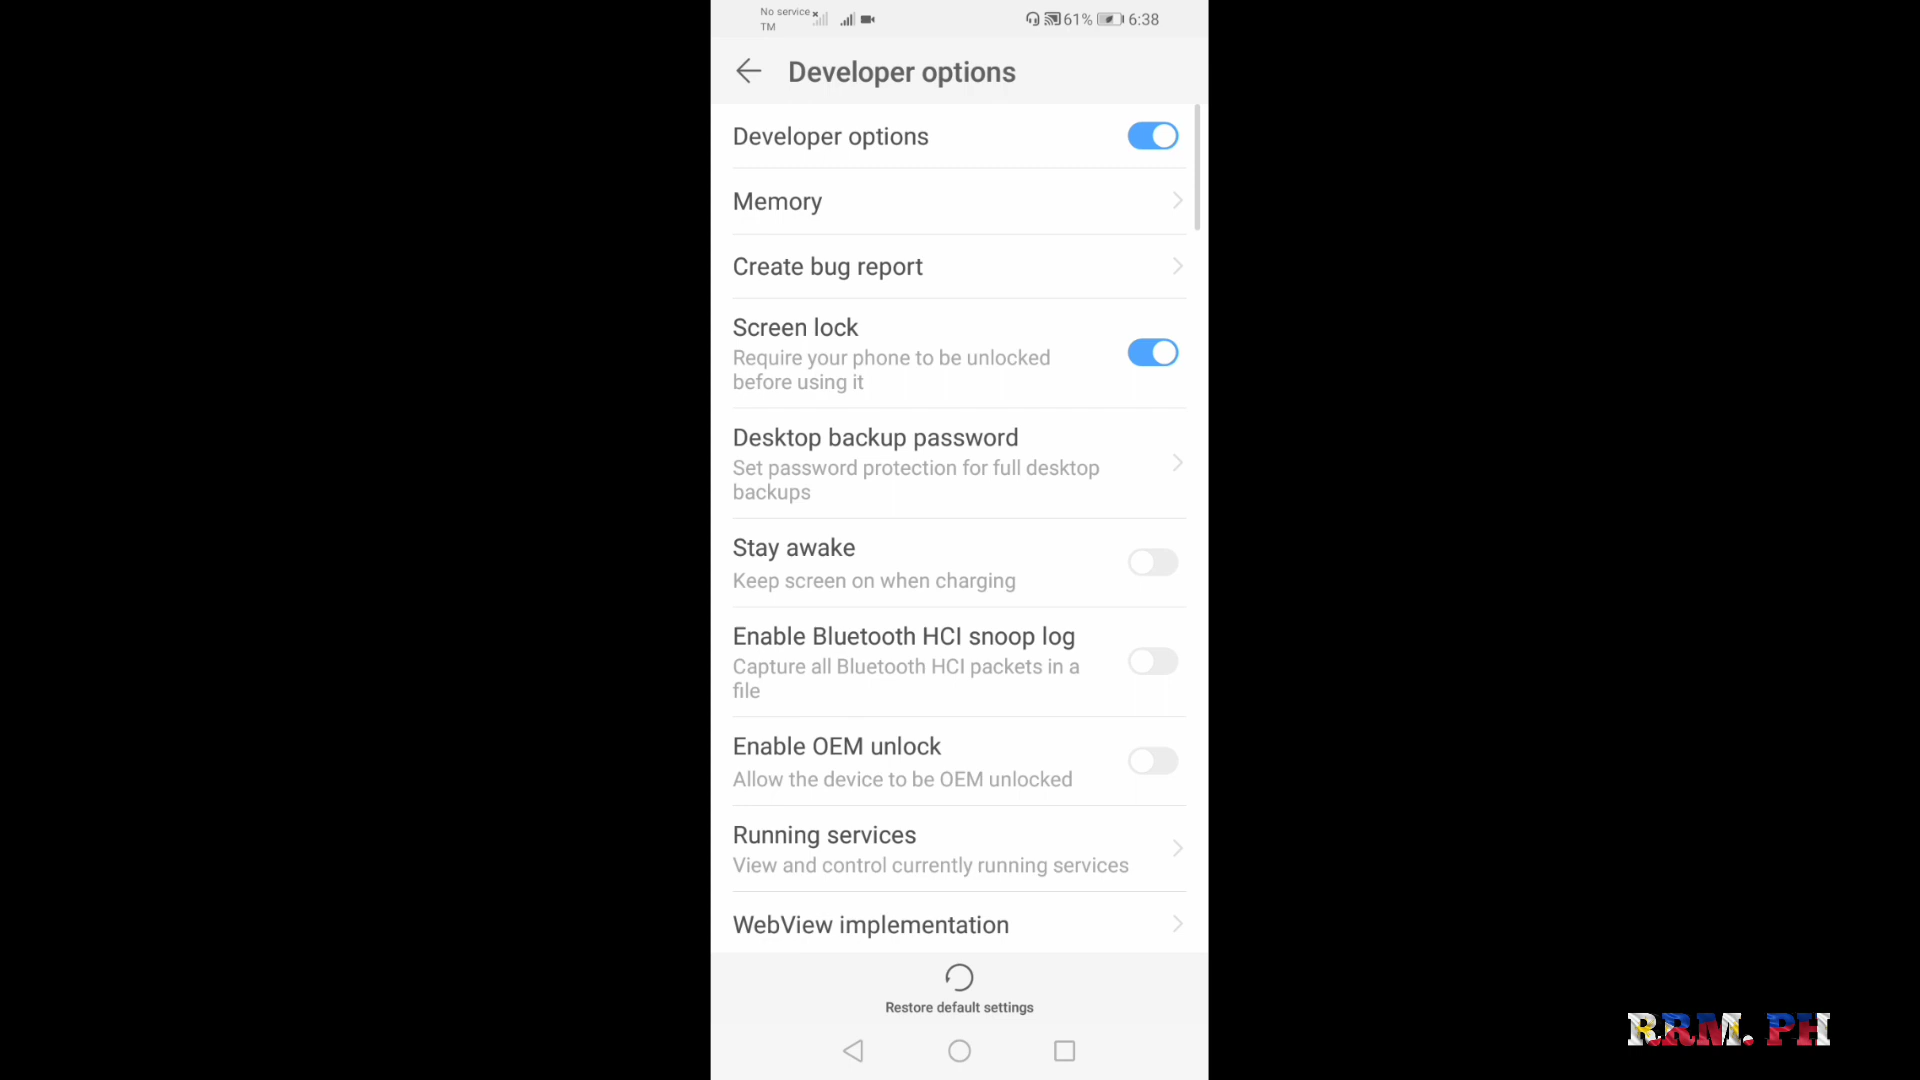 No service
TM
61%
6:38
Developer options
Developer options
Memory
Create bug report
Screen lock
Require your phone to be unlocked
before using it
Desktop backup password
Set password protection for full desktop
backups
Stay awake
Keep screen on when charging
Enable Bluetooth HCI snoop log
Capture all Bluetooth HCI packets in a
file
Enable OEM unlock
Allow the device to be OEM unlocked
Running services
View and control currently running services
WebView implementation
Restore default settings
R.RM. PH